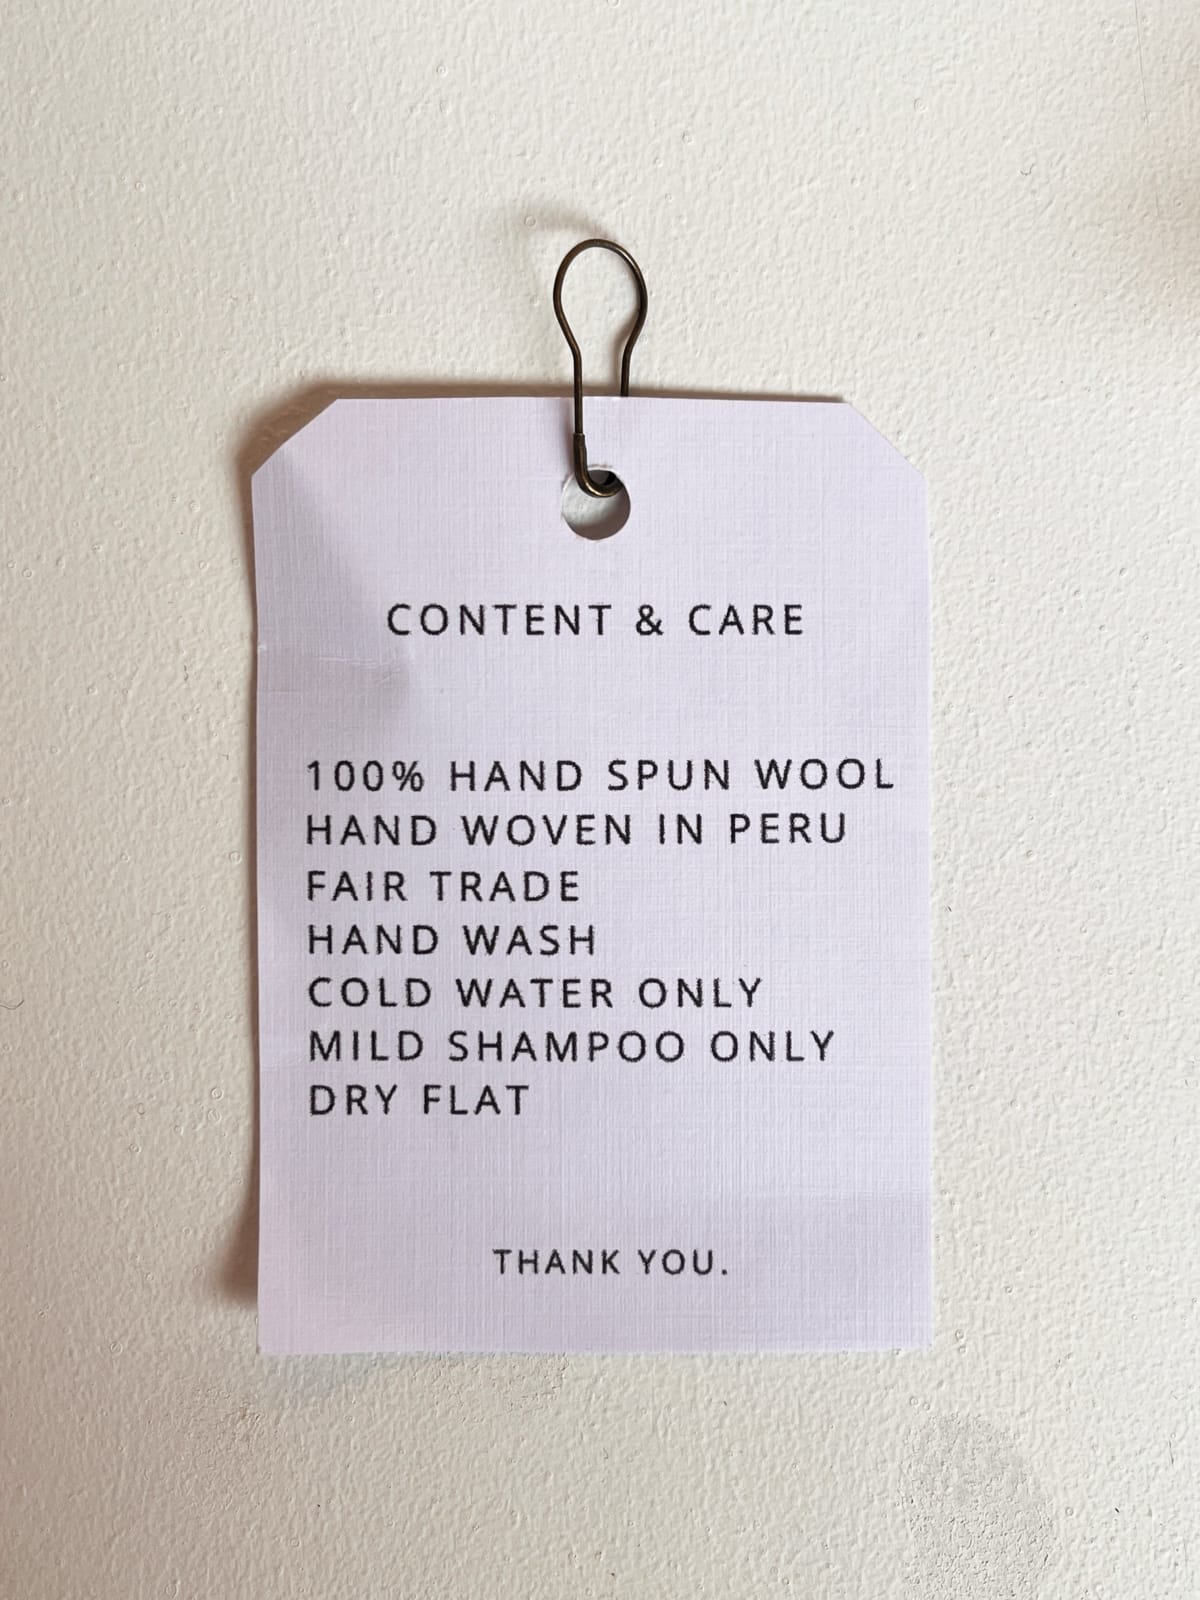 CONTENT & CARE
100% HAND SPUN WOOL
HAND WOVEN IN PERU
FAIR TRADE
HAND WASH
COLD WATER ONLY
MILD SHAMPOO ONLY
DRY FLAT
THANK YOU.